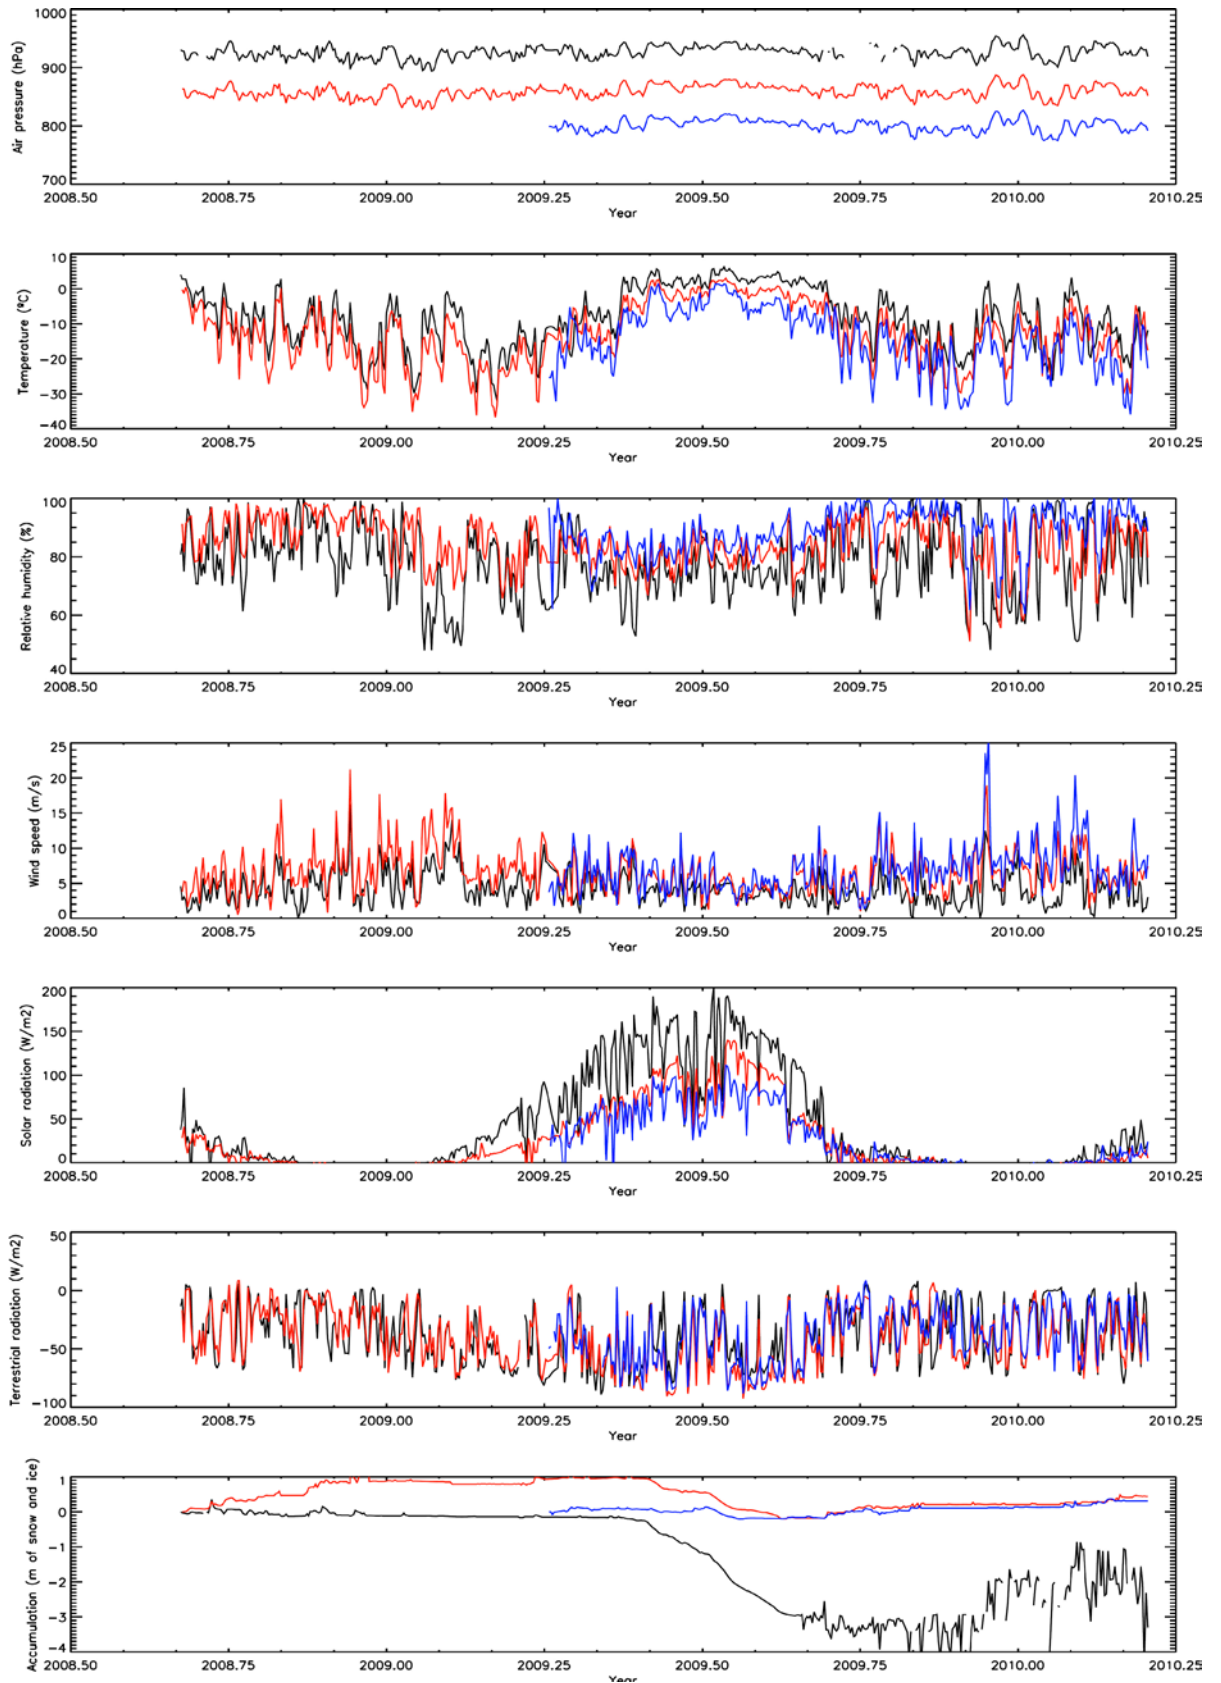 Air pressure (hPa)
1000
900
800
700
2008.50 2008.75 2009.00 2009.25 2009.50 2009.75 2010.00 2010.25
Year
Temperature (ºC)
10
0
−10
−20
−30
−40
2008.50 2008.75 2009.00 2009.25 2009.50 2009.75 2010.00 2010.25
Year
Relative humidity (%)
100
80
60
40
2008.50 2008.75 2009.00 2009.25 2009.50 2009.75 2010.00 2010.25
Year
Wind speed (m/s)
25
20
15
10
5
0
2008.50 2008.75 2009.00 2009.25 2009.50 2009.75 2010.00 2010.25
Year
Solar radiation (W/m2)
200
150
100
50
0
2008.50 2008.75 2009.00 2009.25 2009.50 2009.75 2010.00 2010.25
Year
Terrestrial radiation (W/m2)
50
0
−50
−100
2008.50 2008.75 2009.00 2009.25 2009.50 2009.75 2010.00 2010.25
Year
Accumulation (m of snow and ice)
1
0
−1
−2
−3
−4
2008.50 2008.75 2009.00 2009.25 2009.50 2009.75 2010.00 2010.25
Year